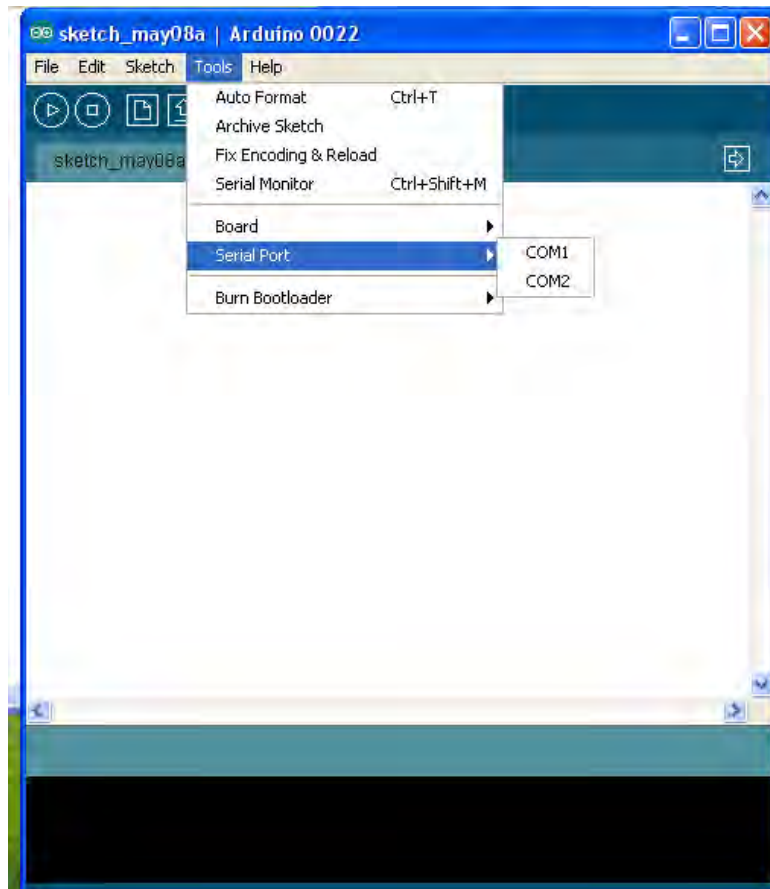 sketch_may08a | Arduino 0022
File Edit Sketch Tools Help
Auto Format Ctrl+T
Archive Sketch
sketch_may08a
Fix Encoding & Reload
Serial Monitor Ctrl+Shift+M
Board
Serial Port
COM1
COM2
Burn Bootloader